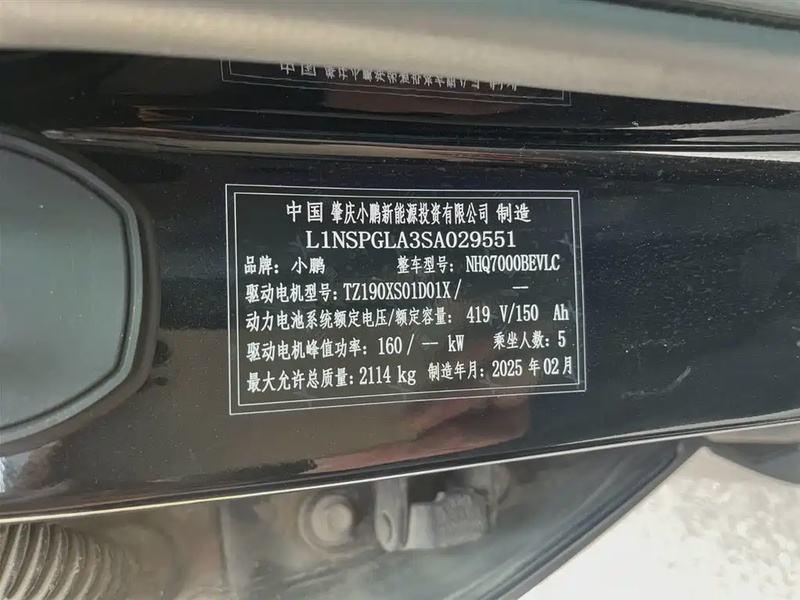 中国 肇庆小鹏新能源投资有限公司 制造
L1NSPGLA3SA029551
品牌：小鹏 整车型号：NHQ7000BEVLC
驱动电机型号：TZ190XS01D01X/ —
动力电池系统额定电压/额定容量：419 V/150 Ah
驱动电机峰值功率：160/— kW 乘坐人数：5
最大允许总质量：2114 kg 制造年月：2025 年 02 月